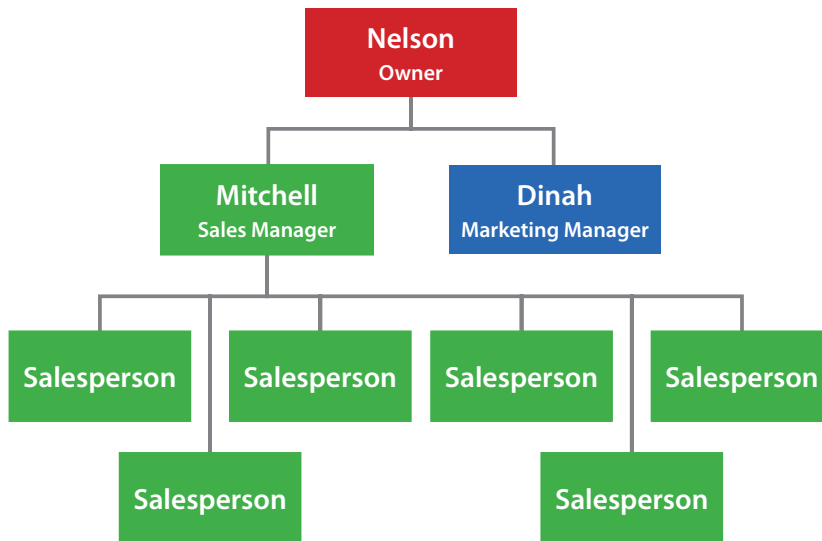 Nelson
Owner
Mitchell
Sales Manager
Dinah
Marketing Manager
Salesperson
Salesperson
Salesperson
Salesperson
Salesperson
Salesperson